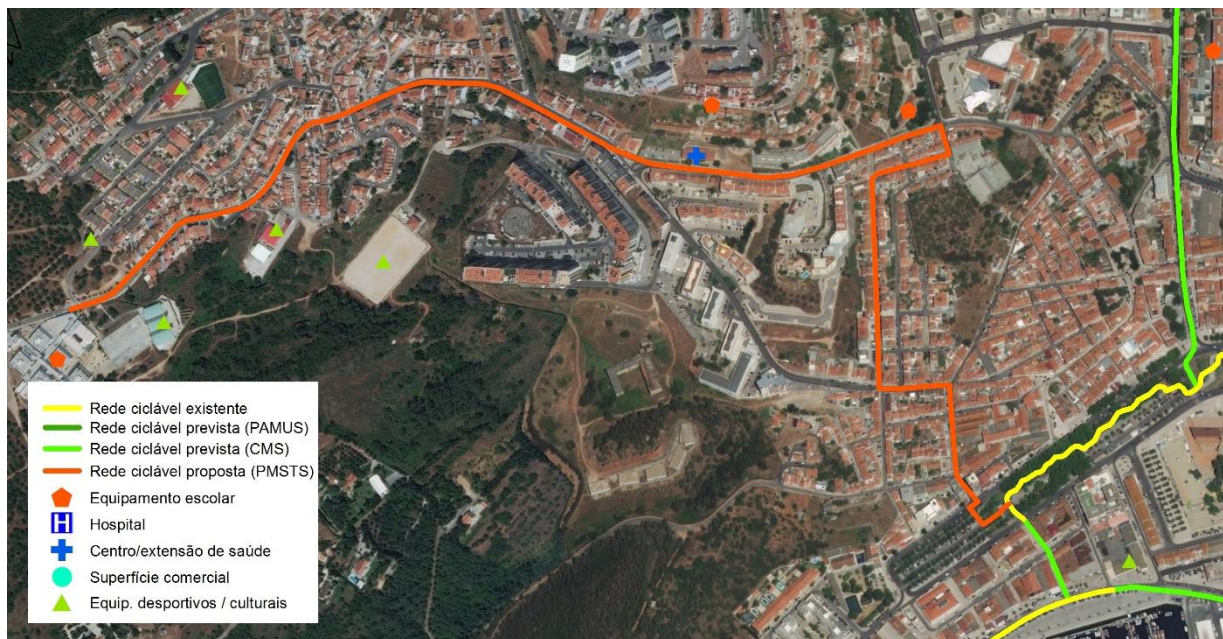 Rede ciclável existente
Rede ciclável prevista (PAMUS)
Rede ciclável prevista (CMS)
Rede ciclável proposta (PMSTS)
Equipamento escolar
H Hospital
Centro/extensão de saúde
Superfície comercial
Equip. desportivos / culturais